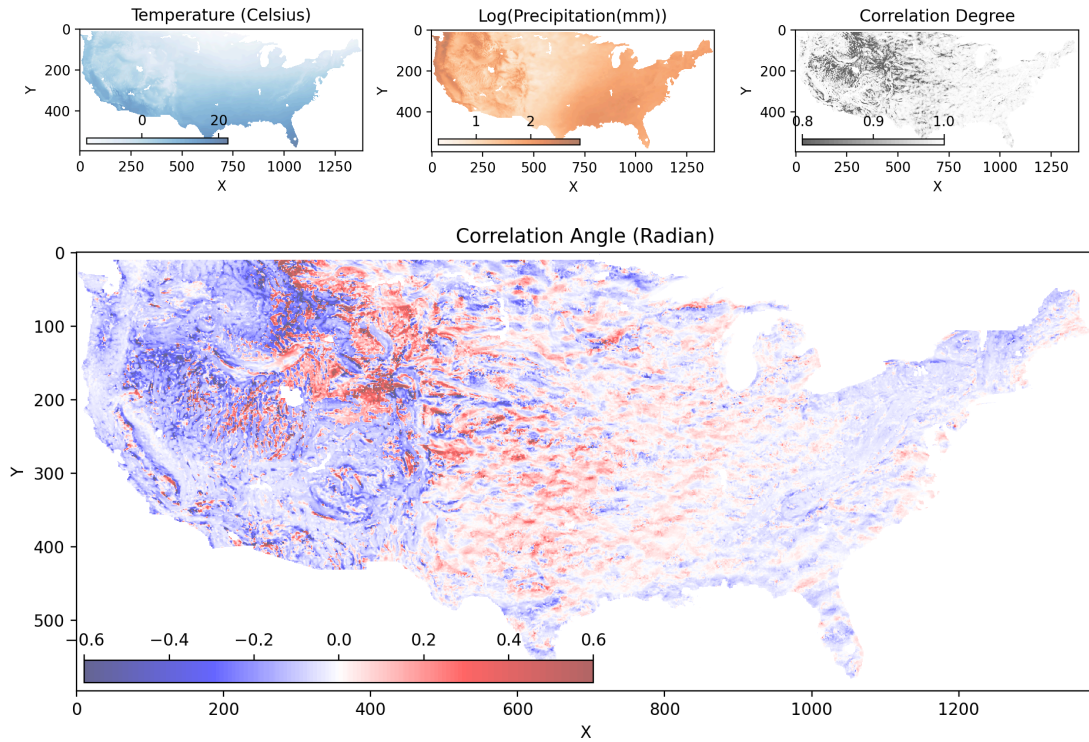 Temperature (Celsius)
0
200
400
Y
0 20
0 250 500 750 1000 1250
X
Log(Precipitation(mm))
0
200
400
Y
1 2
0 250 500 750 1000 1250
X
Correlation Degree
0
200
400
Y
0.8 0.9 1.0
0 250 500 750 1000 1250
X
Correlation Angle (Radian)
0
100
200
300
400
500
Y
−0.6 −0.4 −0.2 0.0 0.2 0.4 0.6
0 200 400 600 800 1000 1200
X